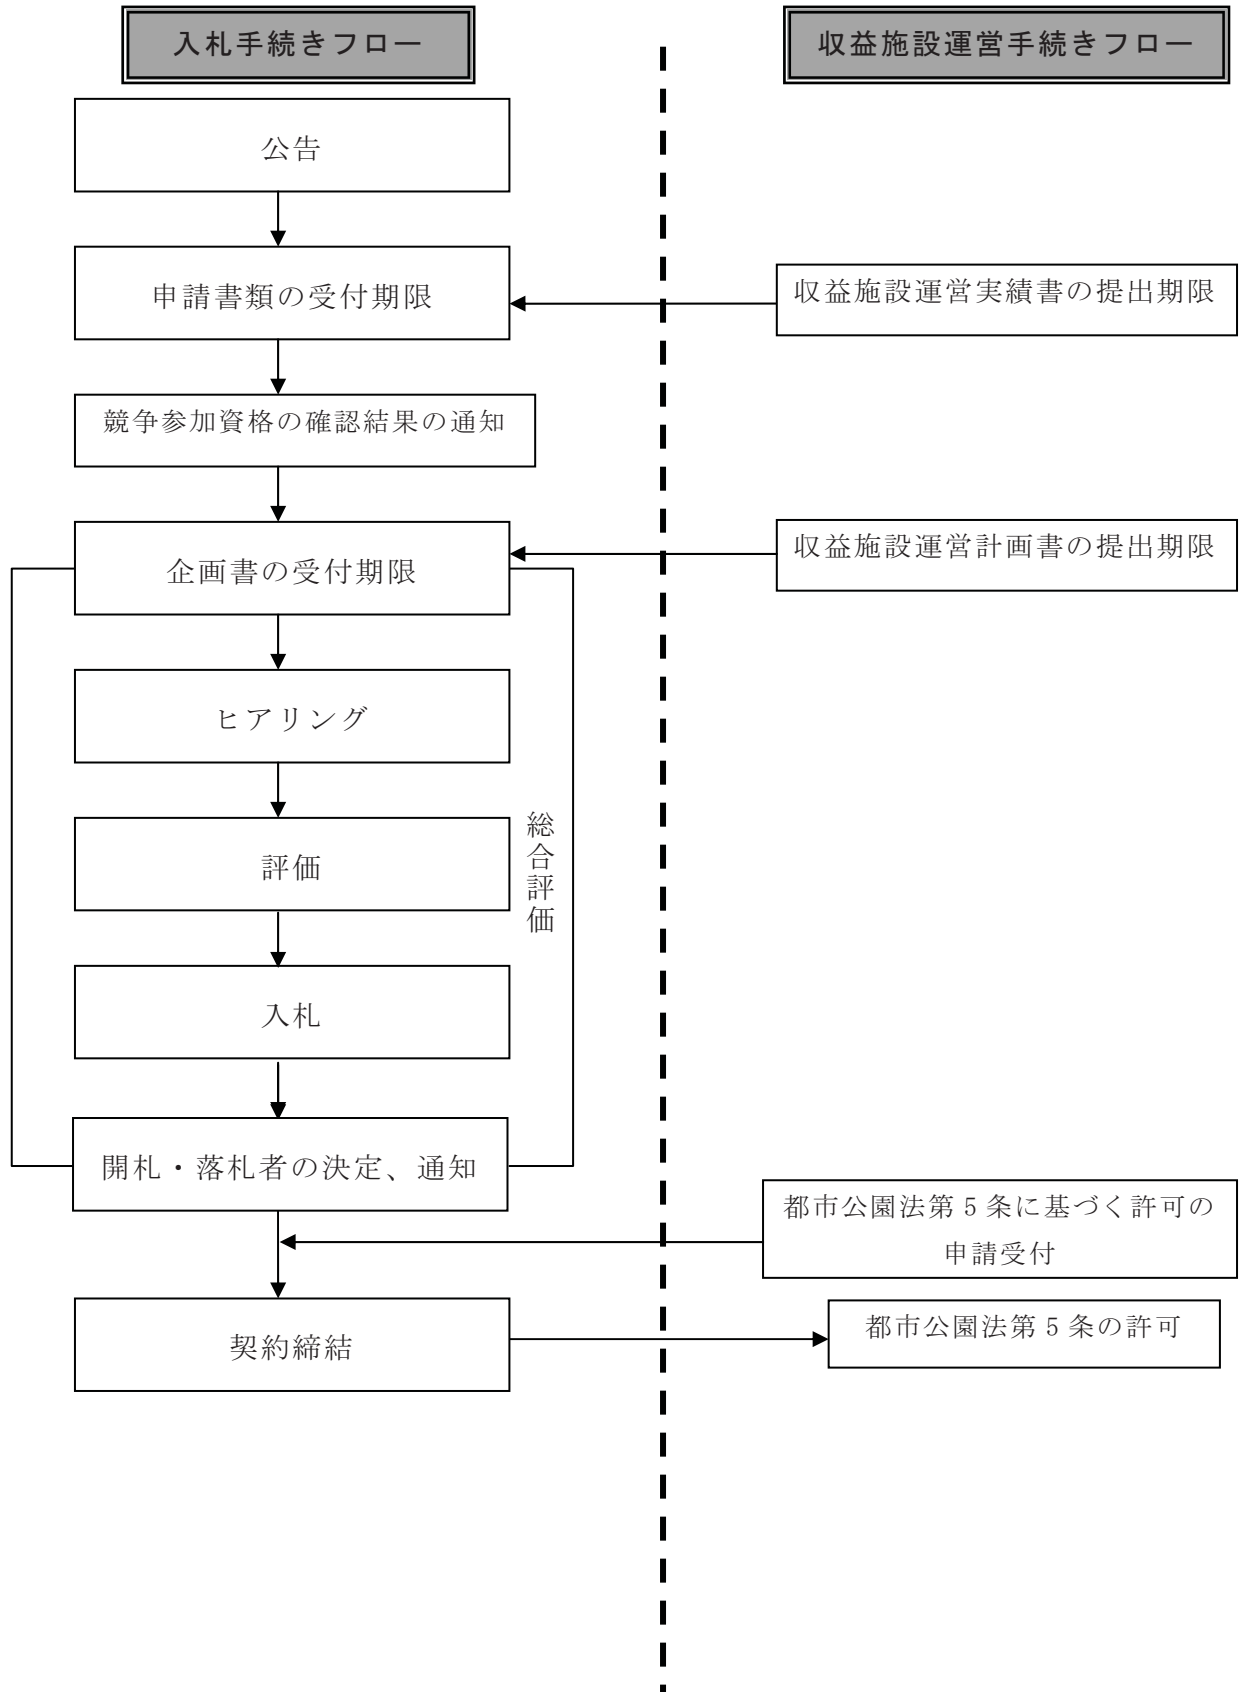 入札手続きフロー
収益施設運営手続きフロー
公告
申請書類の受付期限
収益施設運営実績書の提出期限
競争参加資格の確認結果の通知
企画書の受付期限
収益施設運営計画書の提出期限
ヒアリング
評価
総合評価
入札
開札・落札者の決定、通知
都市公園法第５条に基づく許可の
申請受付
契約締結
都市公園法第５条の許可